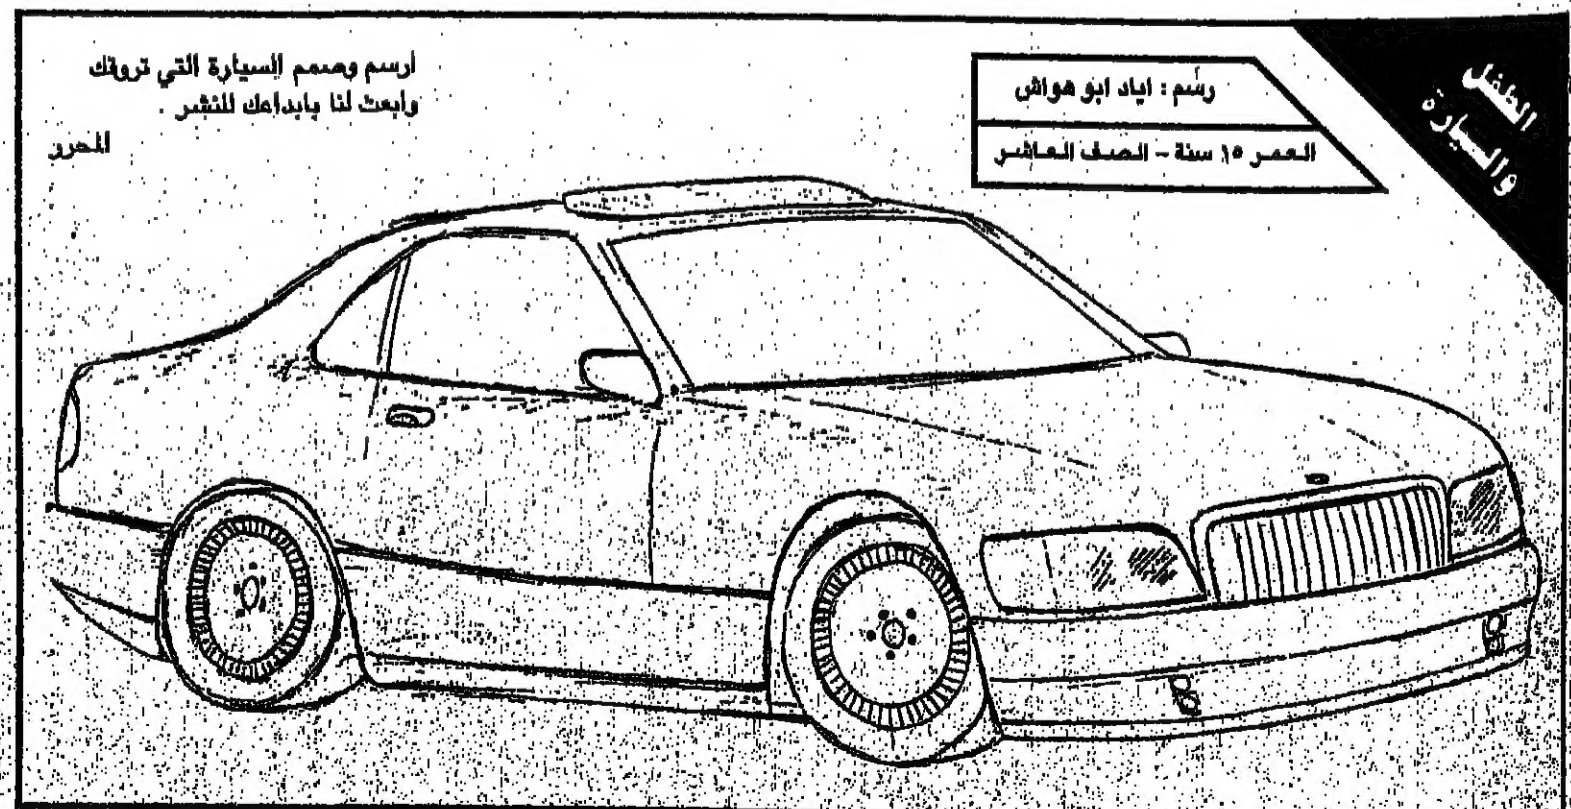 الطفل
والسيارة
رسم : اياد ابو هواش
العمر ١٥ سنة - الصف العاشر
ارسم وصمم السيارة التي تروقك
وابعث لنا بابداعك للنشر .
المحرر